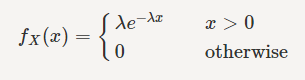 f_X(x) = { λe^{-λx}    x > 0
0    otherwise